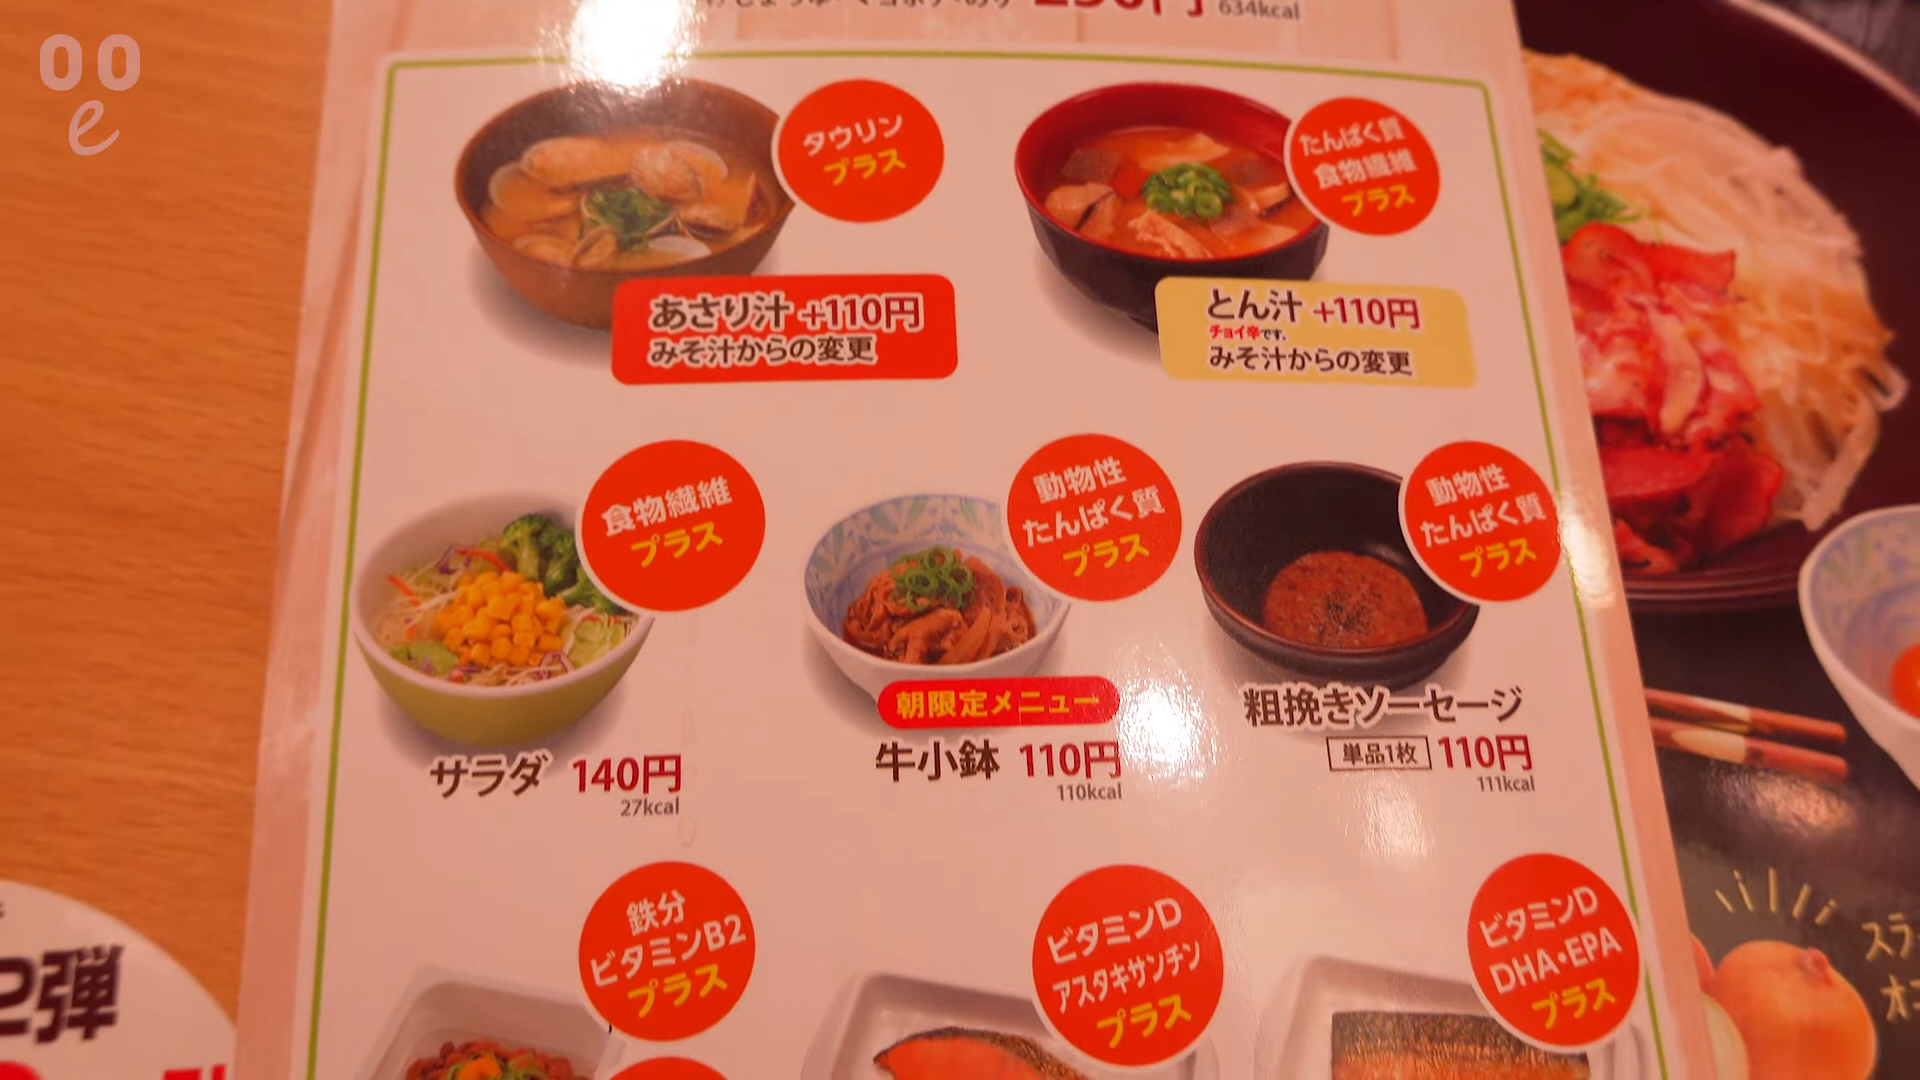 ooe
634kcal
タウリン
プラス
たんぱく質
食物繊維
プラス
あさり汁 +110円
みそ汁からの変更
とん汁 +110円
チョイ辛です。
みそ汁からの変更
食物繊維
プラス
動物性
たんぱく質
プラス
動物性
たんぱく質
プラス
サラダ 140円
27kcal
朝限定メニュー
牛小鉢 110円
110kcal
粗挽きソーセージ
単品1枚 110円
111kcal
鉄分
ビタミンB2
プラス
ビタミンD
アスタキサンチン
プラス
ビタミンD
DHA・EPA
プラス
2弾
スラ
オニ